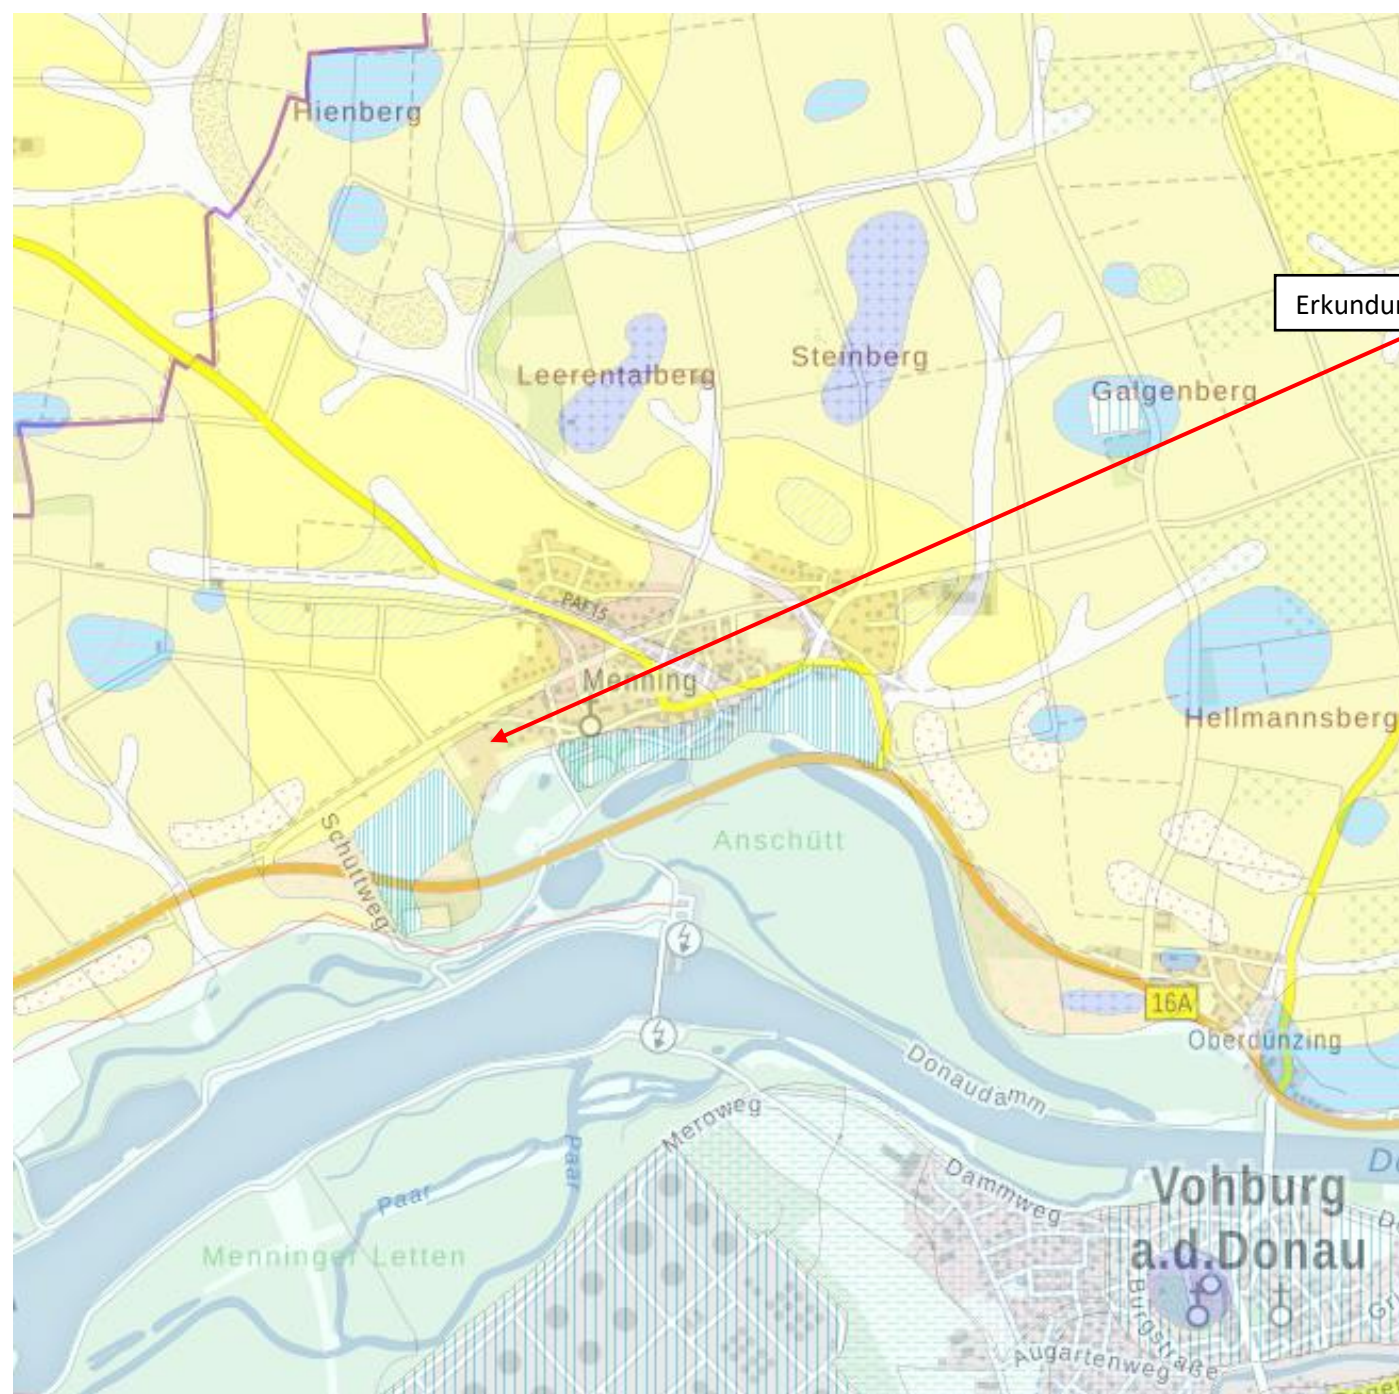 Hienberg
Erkundu
Steinberg
Leerentalberg
Galgenberg
PAF15
Menning
Hellmannsberg
Schüttweg
Anschütt
16A
Oberdünzing
Donaudamm
Meroweg
Paar
Paar
Dammweg
Vohburg
a.d.Donau
Menninger Letten
Burgstraße
Augartenweg